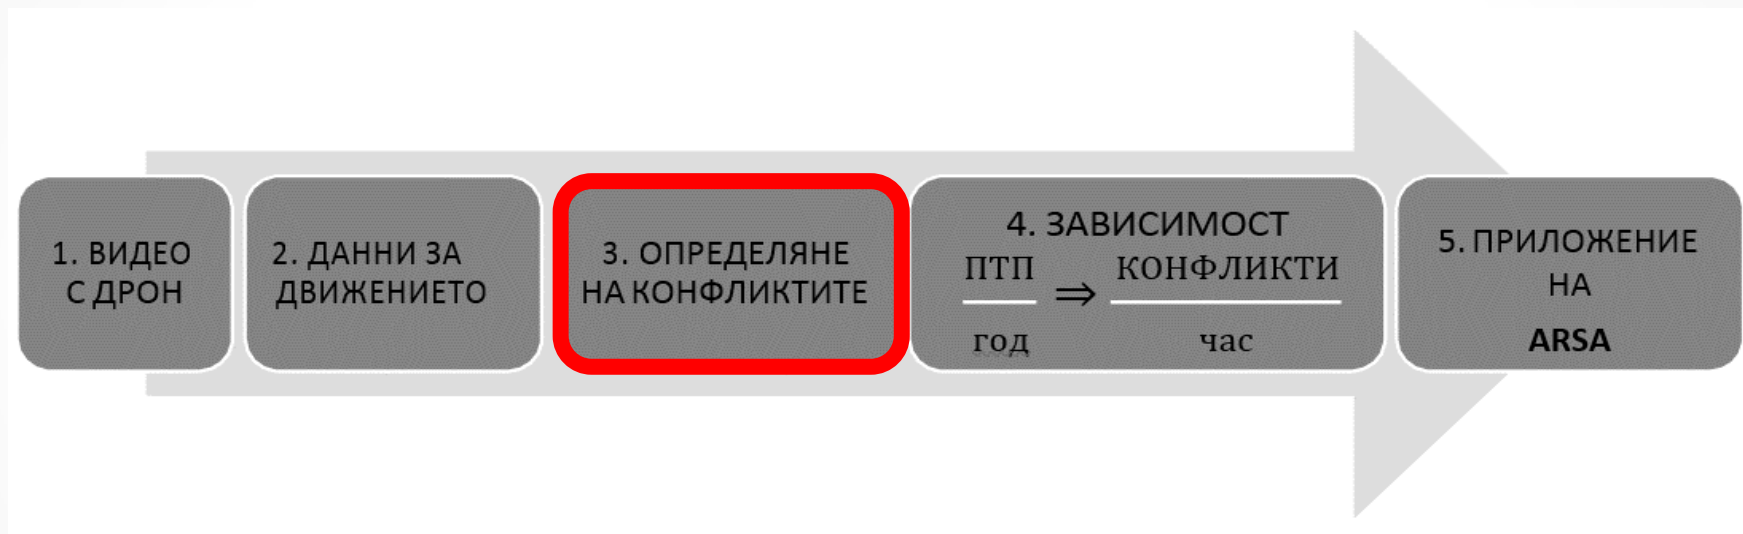 1. ВИДЕО
С ДРОН
2. ДАННИ ЗА
ДВИЖЕНИЕТО
3. ОПРЕДЕЛЯНЕ
НА КОНФЛИКТИТЕ
4. ЗАВИСИМОСТ
ПТП ⇒ КОНФЛИКТИ
год час
5. ПРИЛОЖЕНИЕ
НА
ARSA